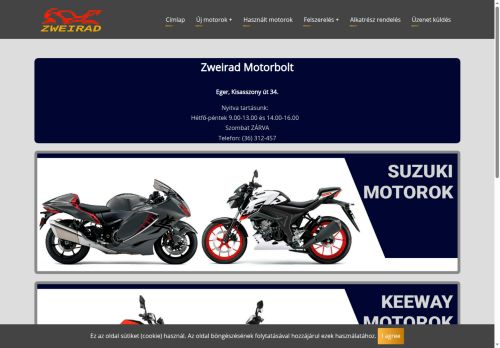 ZWEIRAD
Címlap
Új motorok +
Használt motorok
Felszerelés +
Alkatrész rendelés
Üzenet küldés
Zweirad Motorbolt
Eger, Kisasszony út 34.
Nyitva tartásunk:
Hétfő-péntek 9.00-13.00 és 14.00-16.00
Szombat ZÁRVA
Telefon: (36) 312-457
SUZUKI
MOTOROK
KEEWAY
MOTOROK
Ez az oldal sütiket (cookie) használ. Az oldal böngészésének folytatásával hozzájárul ezek használatához.
I agree